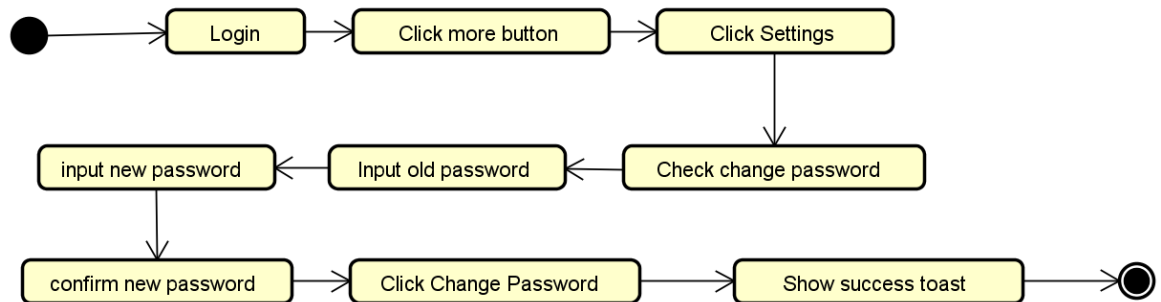 Login
Click more button
Click Settings
Check change password
Input old password
input new password
confirm new password
Click Change Password
Show success toast